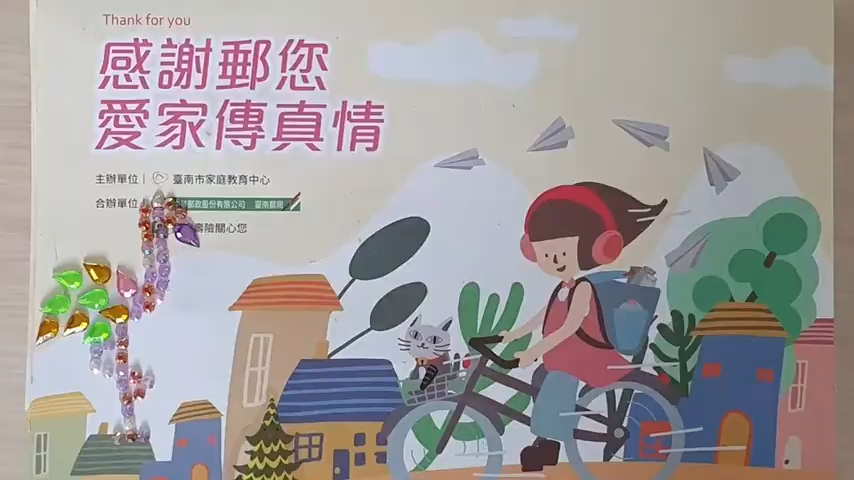 Thank for you
感謝郵您
愛家傳真情
主辦單位｜ 臺南市家庭教育中心
合辦單位 郵政股份有限公司 臺南郵局
壽險關心您